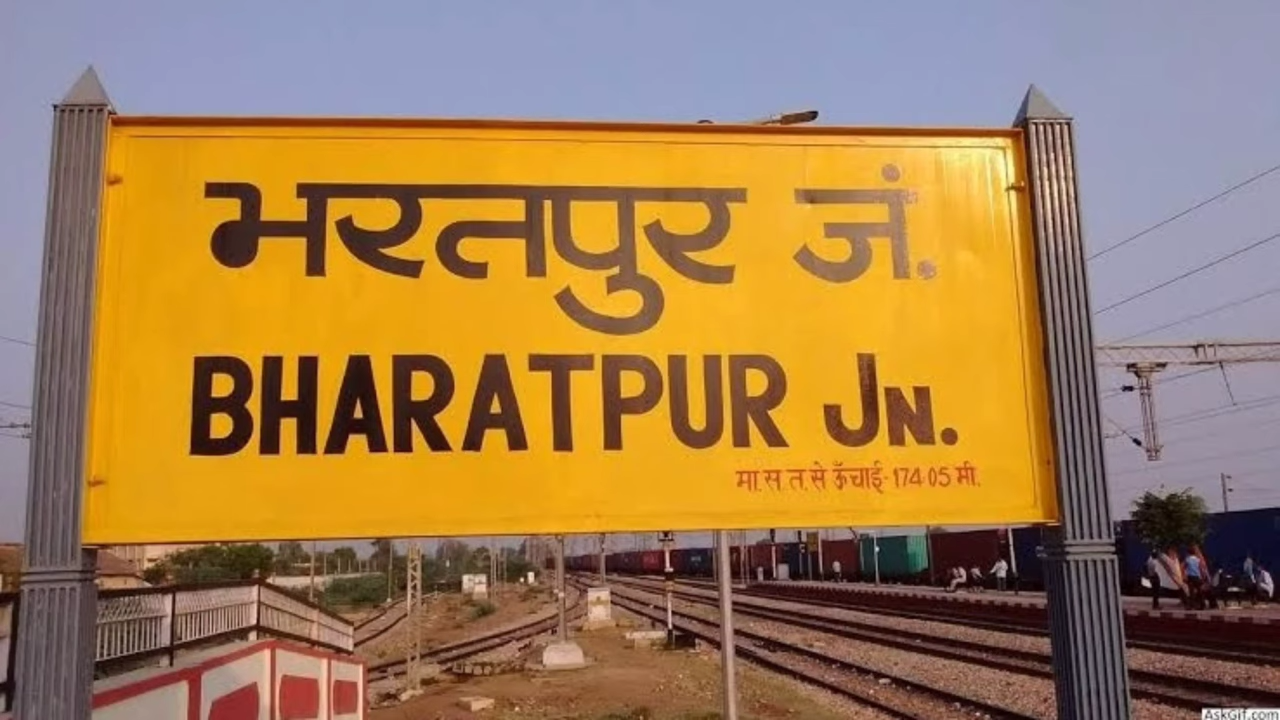 भरतपुर जं.
BHARATPUR JN.
मा.स त.से ऊँचाई-174.05 मी.
AskGif.com